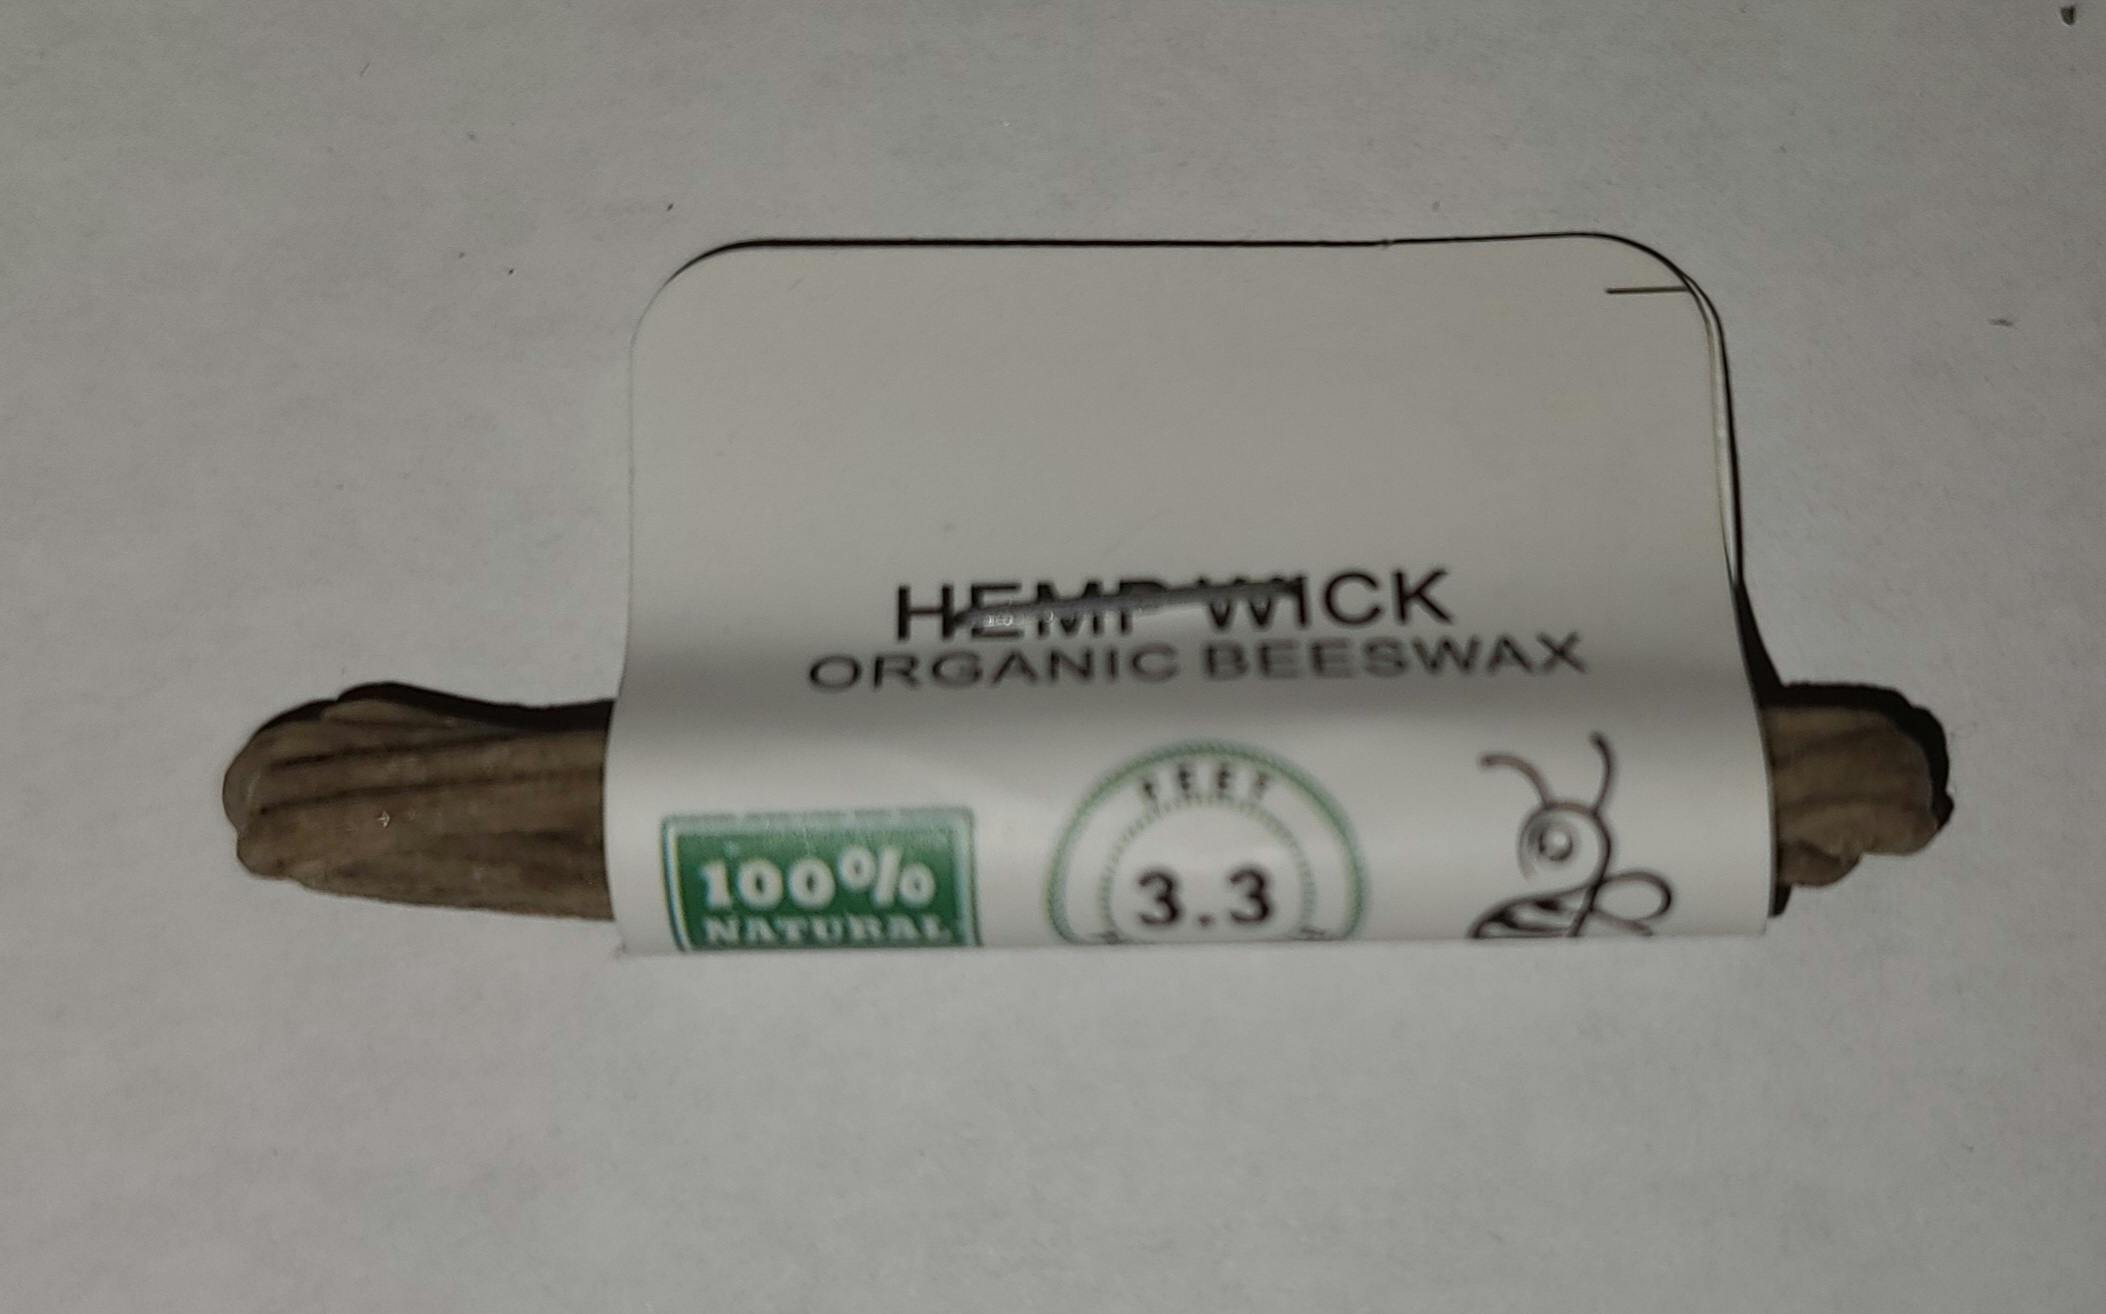 HEMP WICK
ORGANIC BEESWAX
100%
NATURAL
FEET
3.3